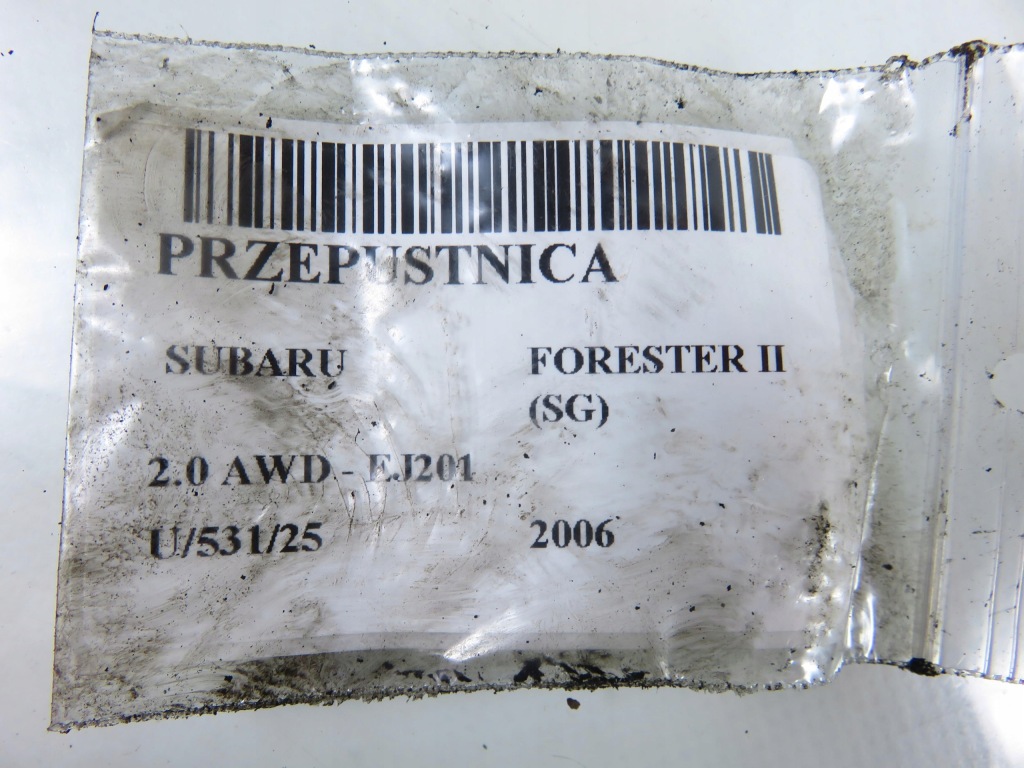 PRZEPUSTNICA
SUBARU FORESTER II
(SG)
2.0 AWD - EJ201
U/531/25 2006